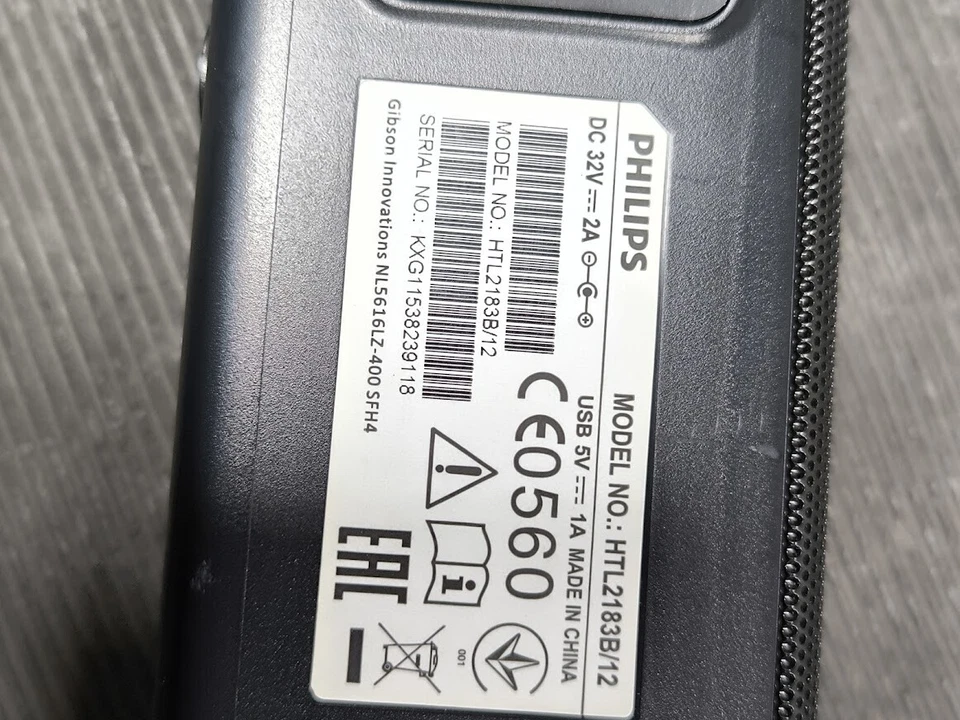 PHILIPS
MODEL NO.: HTL2183B/12
DC 32V 2A
USB 5V 1A MADE IN CHINA
MODEL NO.: HTL2183B/12
SERIAL NO.: KXG11538239118
Gibson Innovations NL5616LZ-400 SFH4
CE0560
i
001
EAC